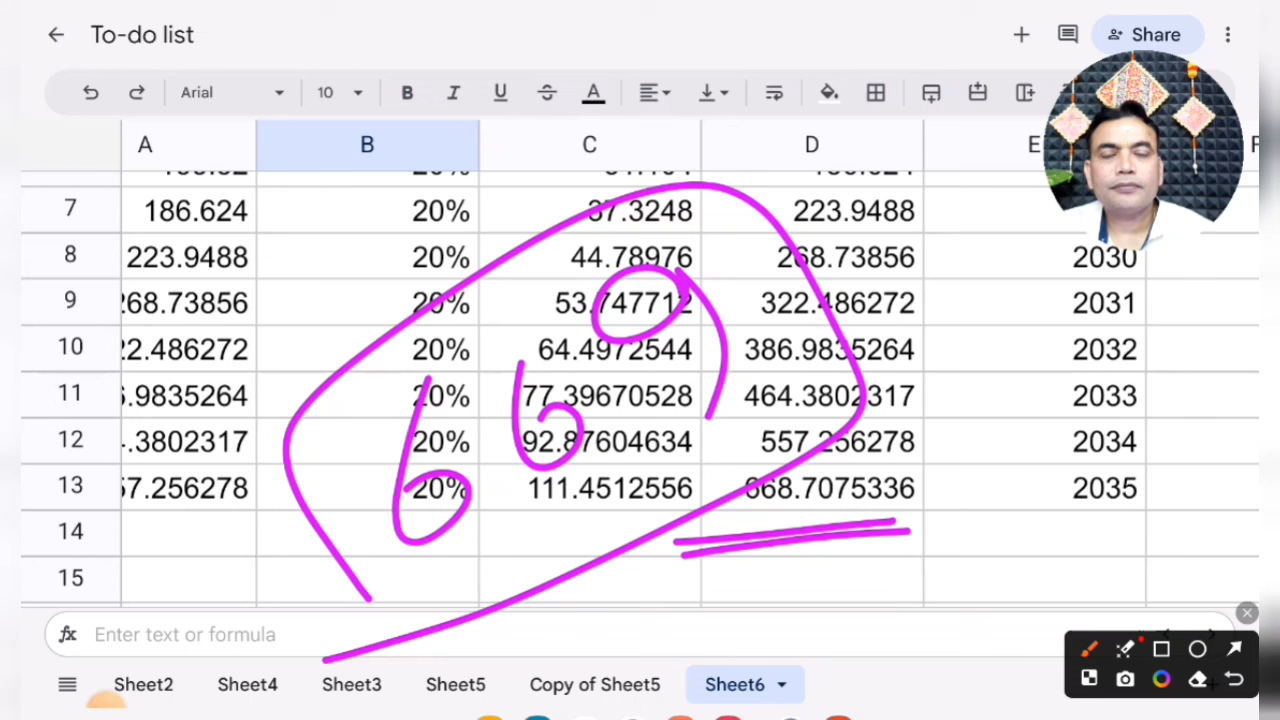 To-do list
Share
Arial
10
B I U S A
A B C D E F
20%
7 186.624 20% 37.3248 223.9488
8 223.9488 20% 44.78976 268.73856 2030
9 268.73856 20% 53.747712 322.486272 2031
10 22.486272 20% 64.4972544 386.9835264 2032
11 .9835264 20% 77.39670528 464.3802317 2033
12 .3802317 20% 92.87604634 557.256278 2034
13 57.256278 20% 111.4512556 668.7075336 2035
14
15
669
fx Enter text or formula
Sheet2 Sheet4 Sheet3 Sheet5 Copy of Sheet5 Sheet6